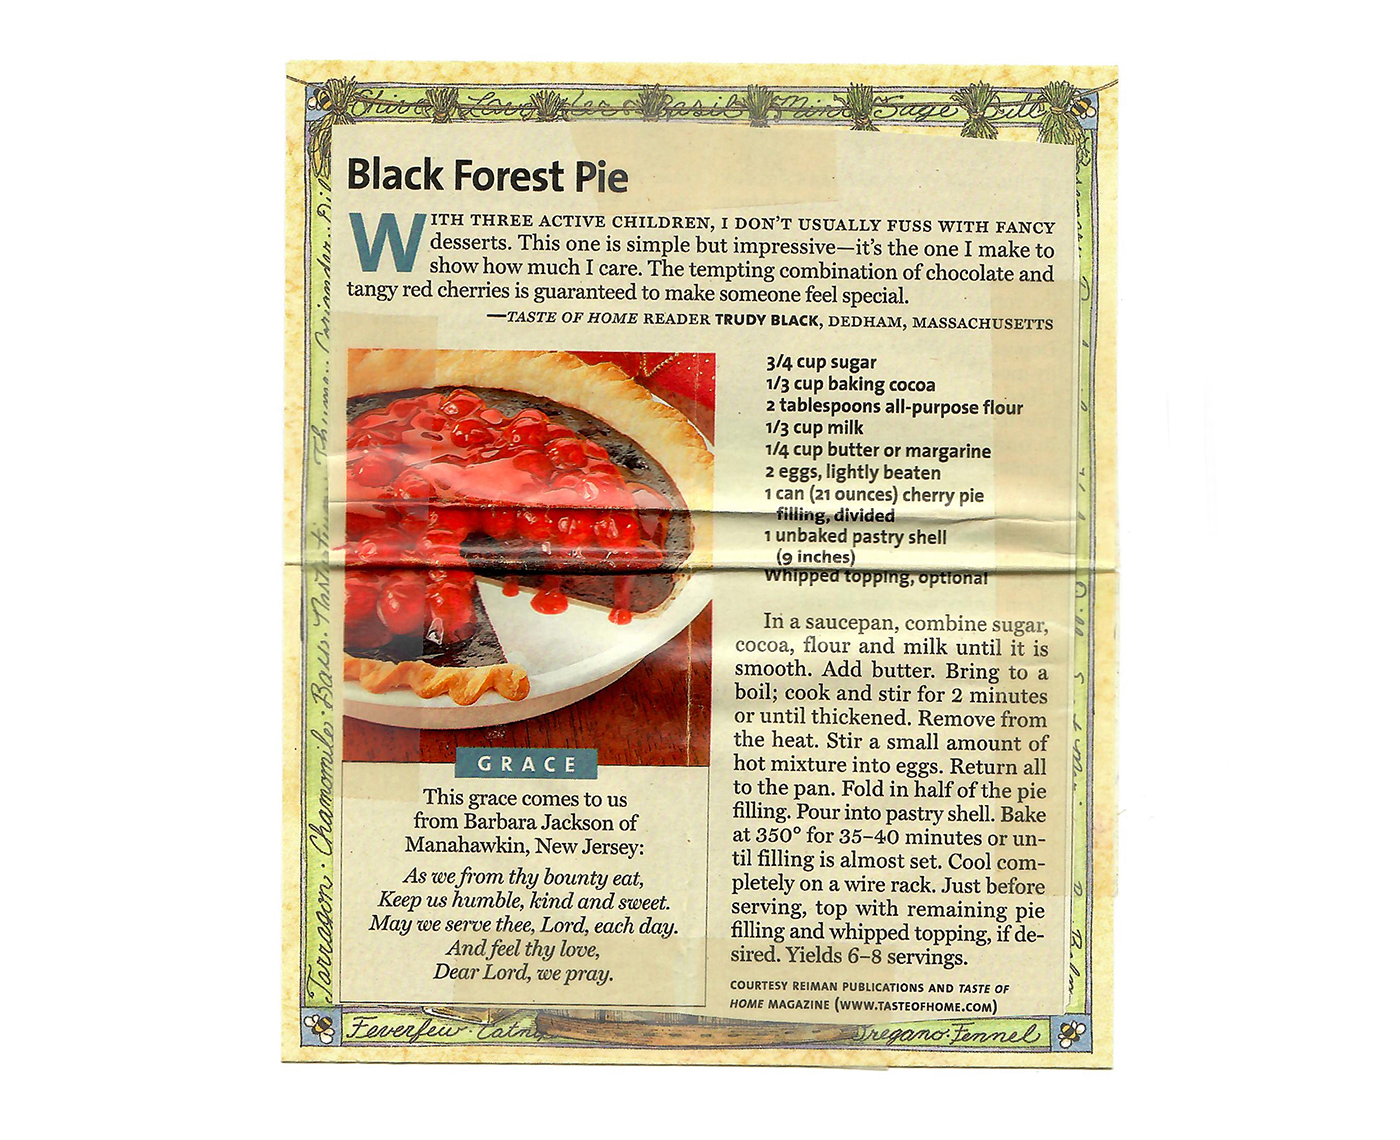 Chives Lavender Basil Mint Sage Dill
Black Forest Pie
WITH THREE ACTIVE CHILDREN, I DON'T USUALLY FUSS WITH FANCY
desserts. This one is simple but impressive—it's the one I make to
show how much I care. The tempting combination of chocolate and
tangy red cherries is guaranteed to make someone feel special.
—TASTE OF HOME READER TRUDY BLACK, DEDHAM, MASSACHUSETTS
3/4 cup sugar
1/3 cup baking cocoa
2 tablespoons all-purpose flour
1/3 cup milk
1/4 cup butter or margarine
2 eggs, lightly beaten
1 can (21 ounces) cherry pie
filling, divided
1 unbaked pastry shell
(9 inches)
Whipped topping, optional
In a saucepan, combine sugar,
cocoa, flour and milk until it is
smooth. Add butter. Bring to a
boil; cook and stir for 2 minutes
or until thickened. Remove from
the heat. Stir a small amount of
hot mixture into eggs. Return all
to the pan. Fold in half of the pie
filling. Pour into pastry shell. Bake
at 350° for 35–40 minutes or un-
til filling is almost set. Cool com-
pletely on a wire rack. Just before
serving, top with remaining pie
filling and whipped topping, if de-
sired. Yields 6–8 servings.
COURTESY REIMAN PUBLICATIONS AND TASTE OF
HOME MAGAZINE (WWW.TASTEOFHOME.COM)
GRACE
This grace comes to us
from Barbara Jackson of
Manahawkin, New Jersey:
As we from thy bounty eat,
Keep us humble, kind and sweet.
May we serve thee, Lord, each day.
And feel thy love,
Dear Lord, we pray.
Tarragon · Chamomile · Bay
Feverfew · Catnip
Oregano · Fennel